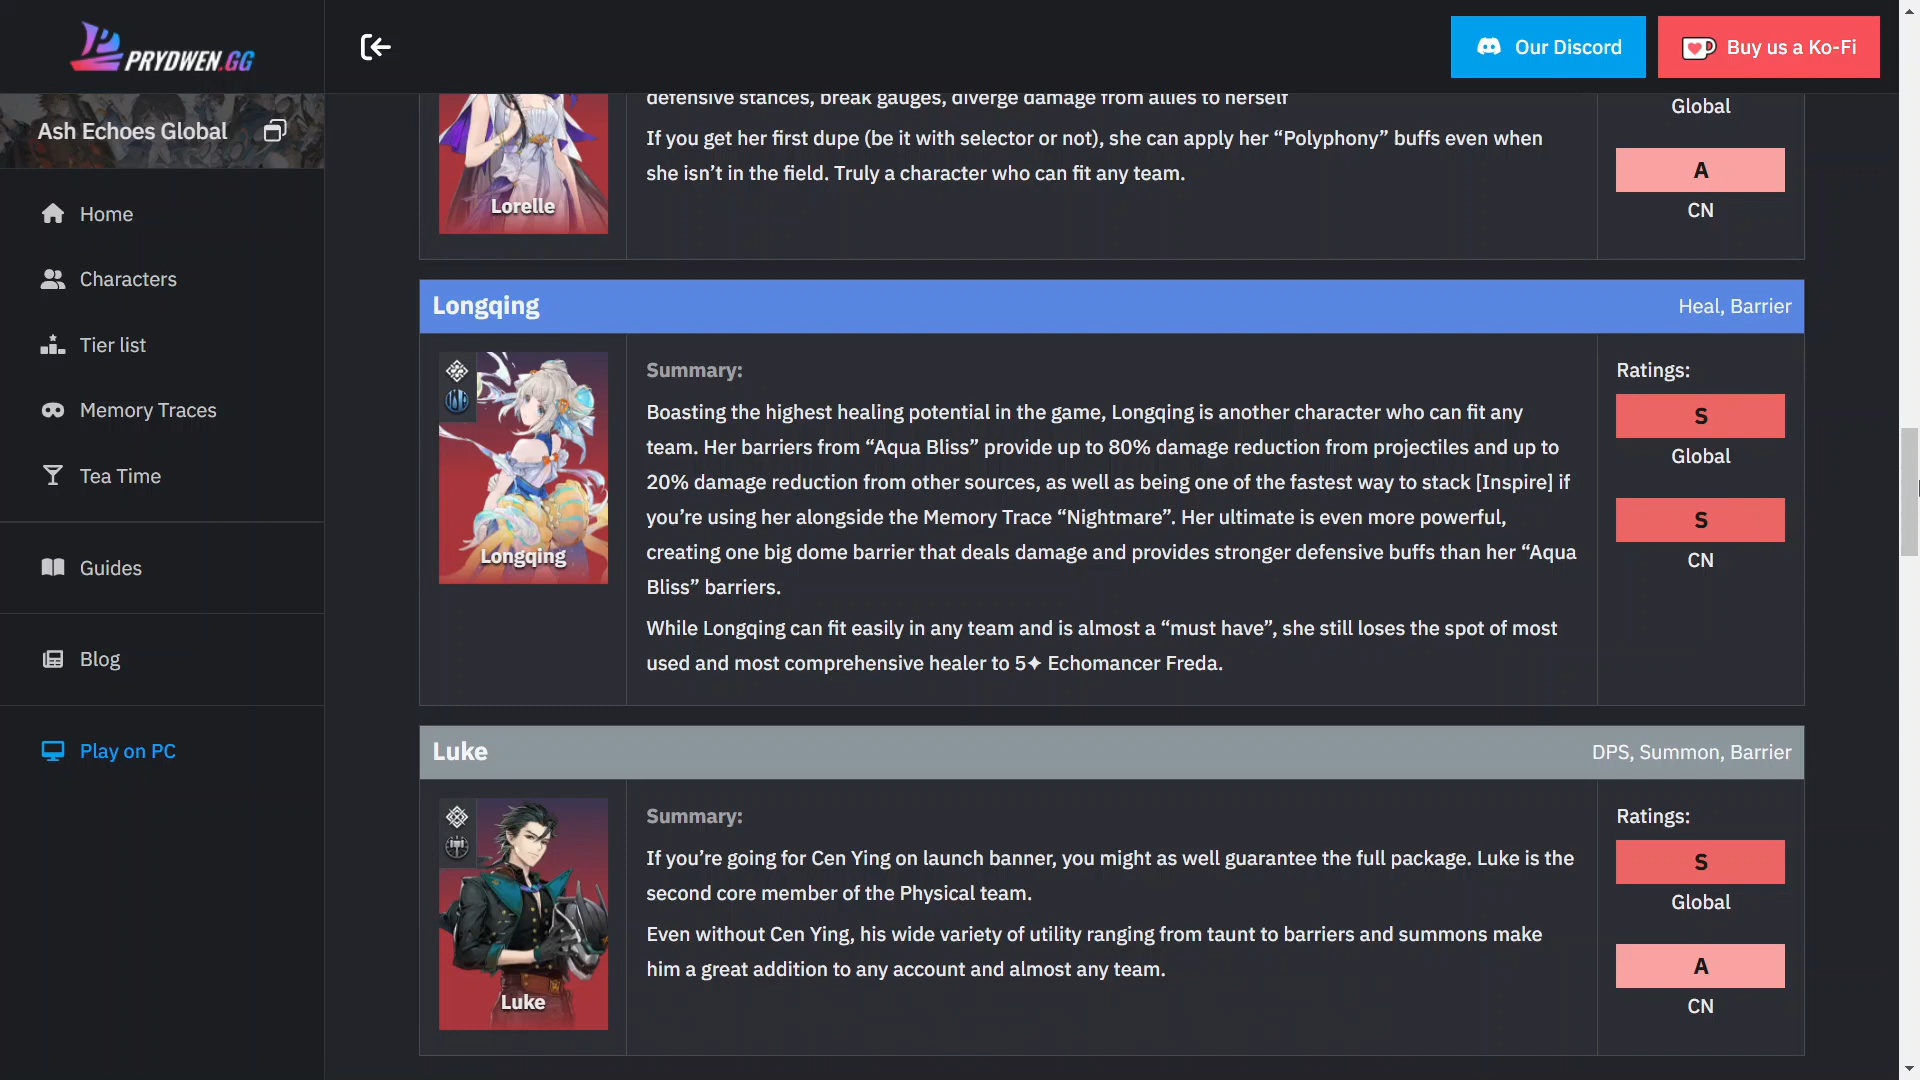 PRYDWEN.GG
Our Discord
Buy us a Ko-Fi
Ash Echoes Global
Home
Characters
Tier list
Memory Traces
Tea Time
Guides
Blog
Play on PC
Lorelle
defensive stances, break gauges, diverge damage from allies to herself
If you get her first dupe (be it with selector or not), she can apply her “Polyphony” buffs even when
she isn’t in the field. Truly a character who can fit any team.
Global
A
CN
Longqing
Heal, Barrier
Longqing
Summary:
Boasting the highest healing potential in the game, Longqing is another character who can fit any
team. Her barriers from “Aqua Bliss” provide up to 80% damage reduction from projectiles and up to
20% damage reduction from other sources, as well as being one of the fastest way to stack [Inspire] if
you’re using her alongside the Memory Trace “Nightmare”. Her ultimate is even more powerful,
creating one big dome barrier that deals damage and provides stronger defensive buffs than her “Aqua
Bliss” barriers.
While Longqing can fit easily in any team and is almost a “must have”, she still loses the spot of most
used and most comprehensive healer to 5✦ Echomancer Freda.
Ratings:
S
Global
S
CN
Luke
DPS, Summon, Barrier
Luke
Summary:
If you’re going for Cen Ying on launch banner, you might as well guarantee the full package. Luke is the
second core member of the Physical team.
Even without Cen Ying, his wide variety of utility ranging from taunt to barriers and summons make
him a great addition to any account and almost any team.
Ratings:
S
Global
A
CN